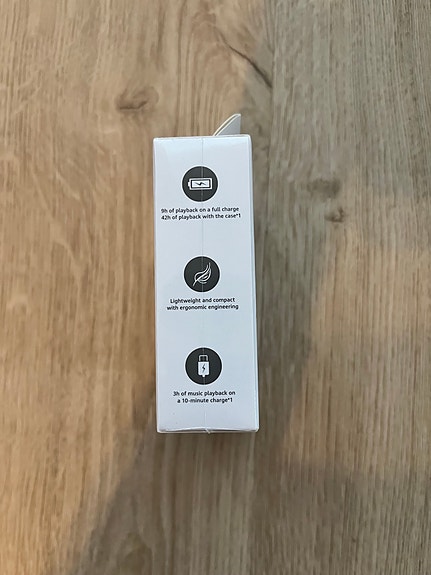 9h of playback on a full charge
42h of playback with the case*1
Lightweight and compact
with ergonomic engineering
3h of music playback on
a 10-minute charge*1